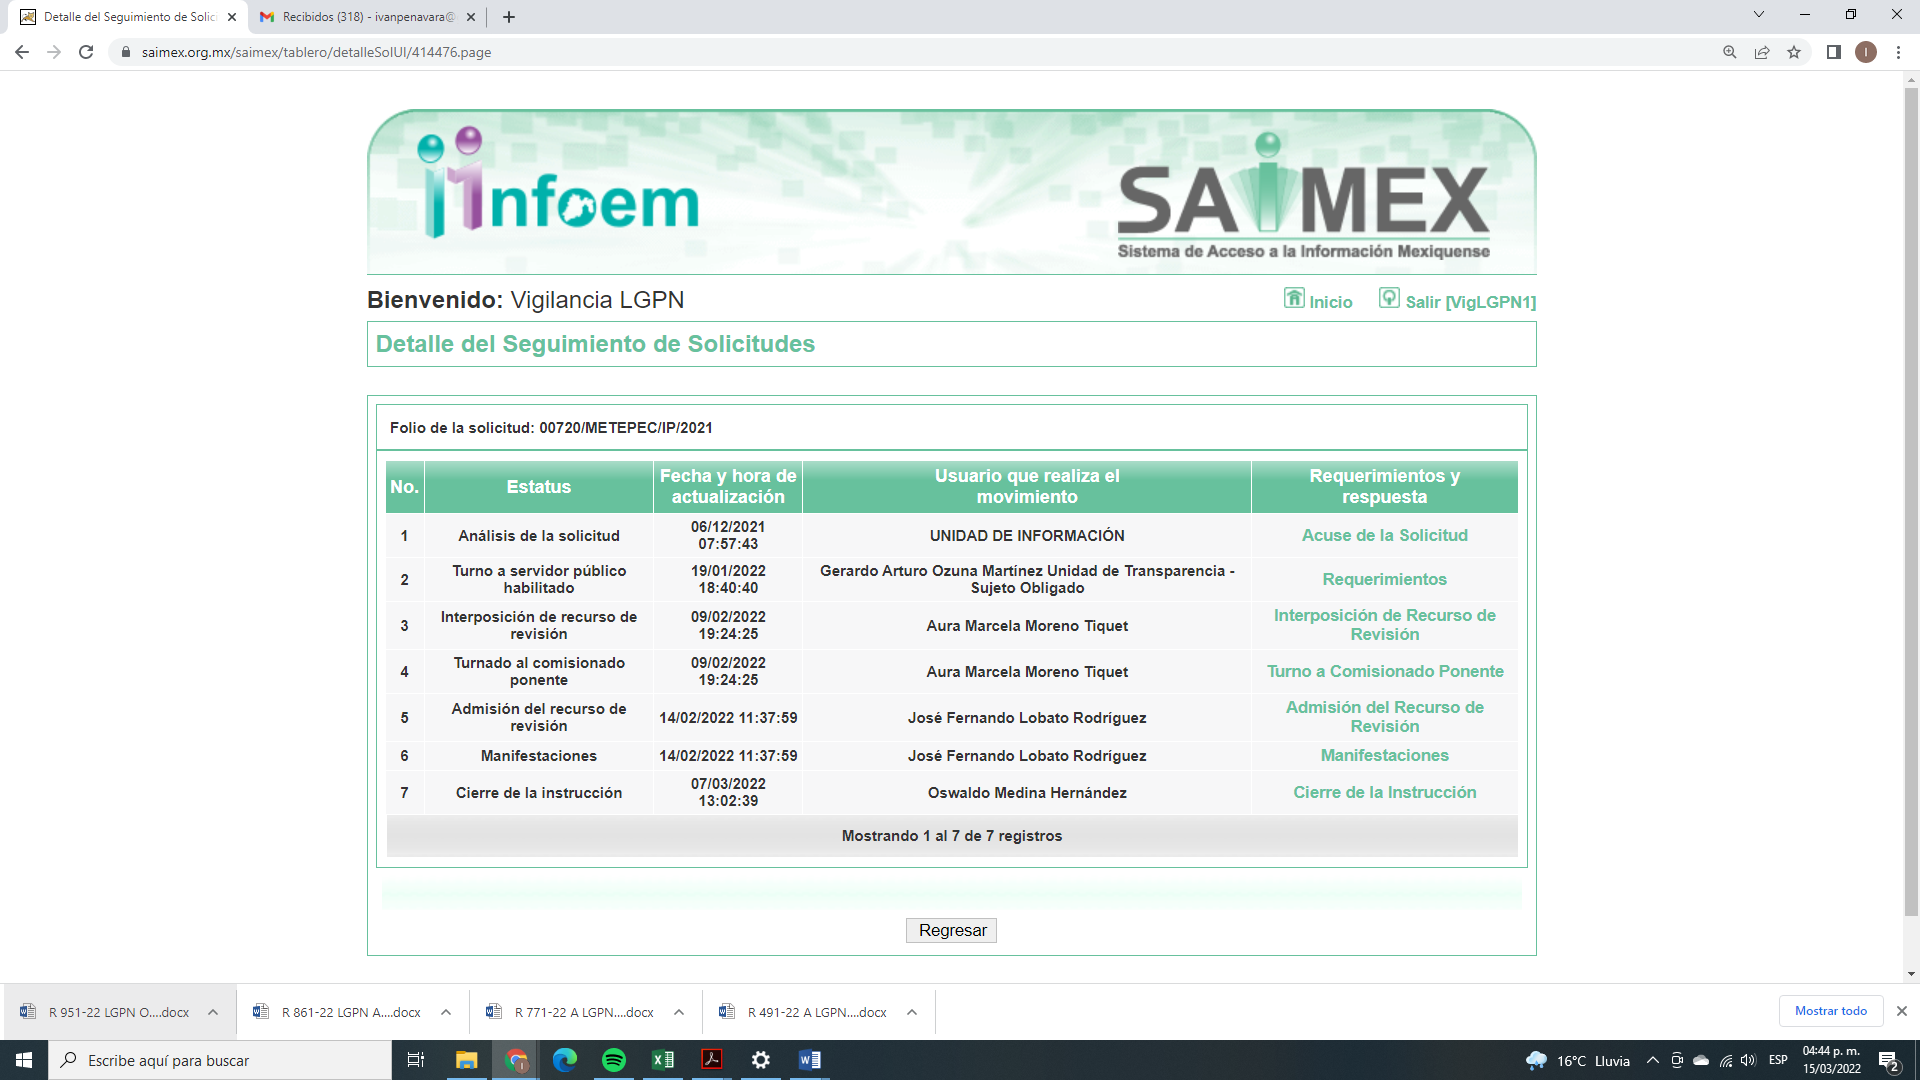 Detalle del Seguimiento de Solici
Recibidos (318) - ivanpenavara@
saimex.org.mx/saimex/tablero/detalleSolUI/414476.page
I
infoem
SAIMEX
Sistema de Acceso a la Información Mexiquense
Bienvenido: Vigilancia LGPN
Inicio
Salir [VigLGPN1]
Detalle del Seguimiento de Solicitudes
Folio de la solicitud: 00720/METEPEC/IP/2021
No.
Estatus
Fecha y hora de
actualización
Usuario que realiza el
movimiento
Requerimientos y
respuesta
1
Análisis de la solicitud
06/12/2021
07:57:43
UNIDAD DE INFORMACIÓN
Acuse de la Solicitud
2
Turno a servidor público
habilitado
19/01/2022
18:40:40
Gerardo Arturo Ozuna Martínez Unidad de Transparencia -
Sujeto Obligado
Requerimientos
3
Interposición de recurso de
revisión
09/02/2022
19:24:25
Aura Marcela Moreno Tiquet
Interposición de Recurso de
Revisión
4
Turnado al comisionado
ponente
09/02/2022
19:24:25
Aura Marcela Moreno Tiquet
Turno a Comisionado Ponente
5
Admisión del recurso de
revisión
14/02/2022 11:37:59
José Fernando Lobato Rodríguez
Admisión del Recurso de
Revisión
6
Manifestaciones
14/02/2022 11:37:59
José Fernando Lobato Rodríguez
Manifestaciones
7
Cierre de la instrucción
07/03/2022
13:02:39
Oswaldo Medina Hernández
Cierre de la Instrucción
Mostrando 1 al 7 de 7 registros
Regresar
R 951-22 LGPN O....docx
R 861-22 LGPN A....docx
R 771-22 A LGPN....docx
R 491-22 A LGPN....docx
Mostrar todo
Escribe aquí para buscar
16°C Lluvia
ESP
04:44 p. m.
15/03/2022
2